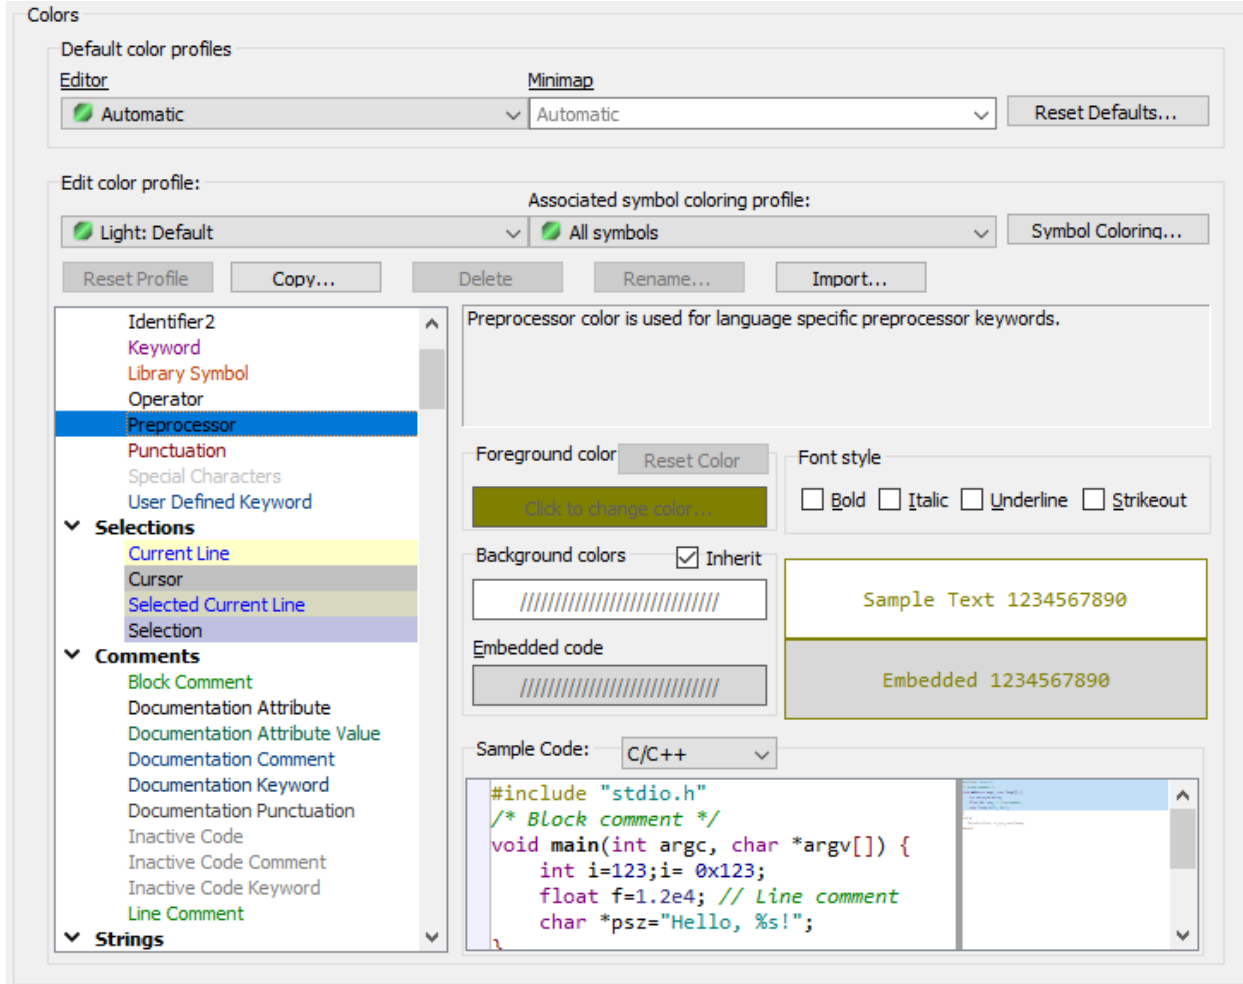 Colors
Default color profiles
Editor
Minimap
Automatic
Automatic
Reset Defaults...
Edit color profile:
Associated symbol coloring profile:
Light: Default
All symbols
Symbol Coloring...
Reset Profile
Copy...
Delete
Rename...
Import...
Identifier2
Keyword
Library Symbol
Operator
Preprocessor
Punctuation
Special Characters
User Defined Keyword
Selections
Current Line
Cursor
Selected Current Line
Selection
Comments
Block Comment
Documentation Attribute
Documentation Attribute Value
Documentation Comment
Documentation Keyword
Documentation Punctuation
Inactive Code
Inactive Code Comment
Inactive Code Keyword
Line Comment
Strings
Preprocessor color is used for language specific preprocessor keywords.
Foreground color
Reset Color
Click to change color...
Font style
Bold
Italic
Underline
Strikeout
Background colors
Inherit
/////////////////////////////
Embedded code
/////////////////////////////
Sample Text 1234567890
Embedded 1234567890
Sample Code:
C/C++
#include "stdio.h"
/* Block comment */
void main(int argc, char *argv[]) {
    int i=123;i= 0x123;
    float f=1.2e4; // Line comment
    char *psz="Hello, %s!";
}